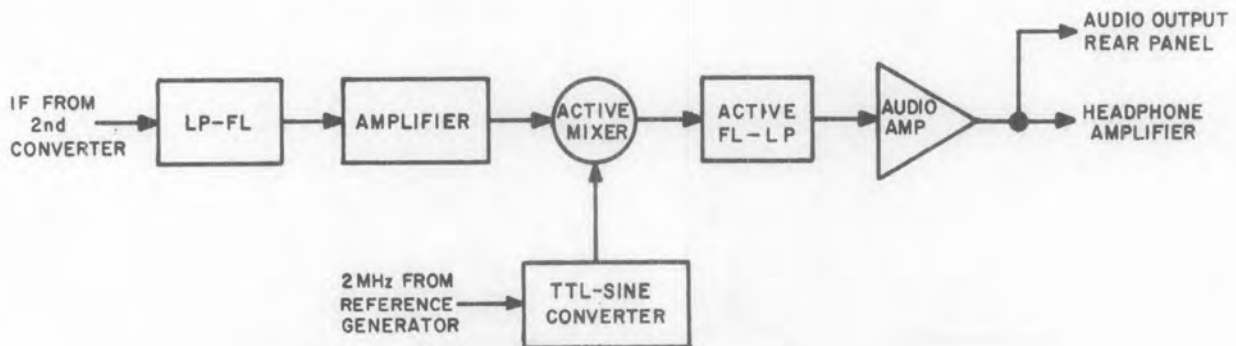 IF FROM
2nd
CONVERTER
LP-FL
AMPLIFIER
ACTIVE
MIXER
ACTIVE
FL-LP
AUDIO
AMP
AUDIO OUTPUT
REAR PANEL
HEADPHONE
AMPLIFIER
2MHz FROM
REFERENCE
GENERATOR
TTL-SINE
CONVERTER